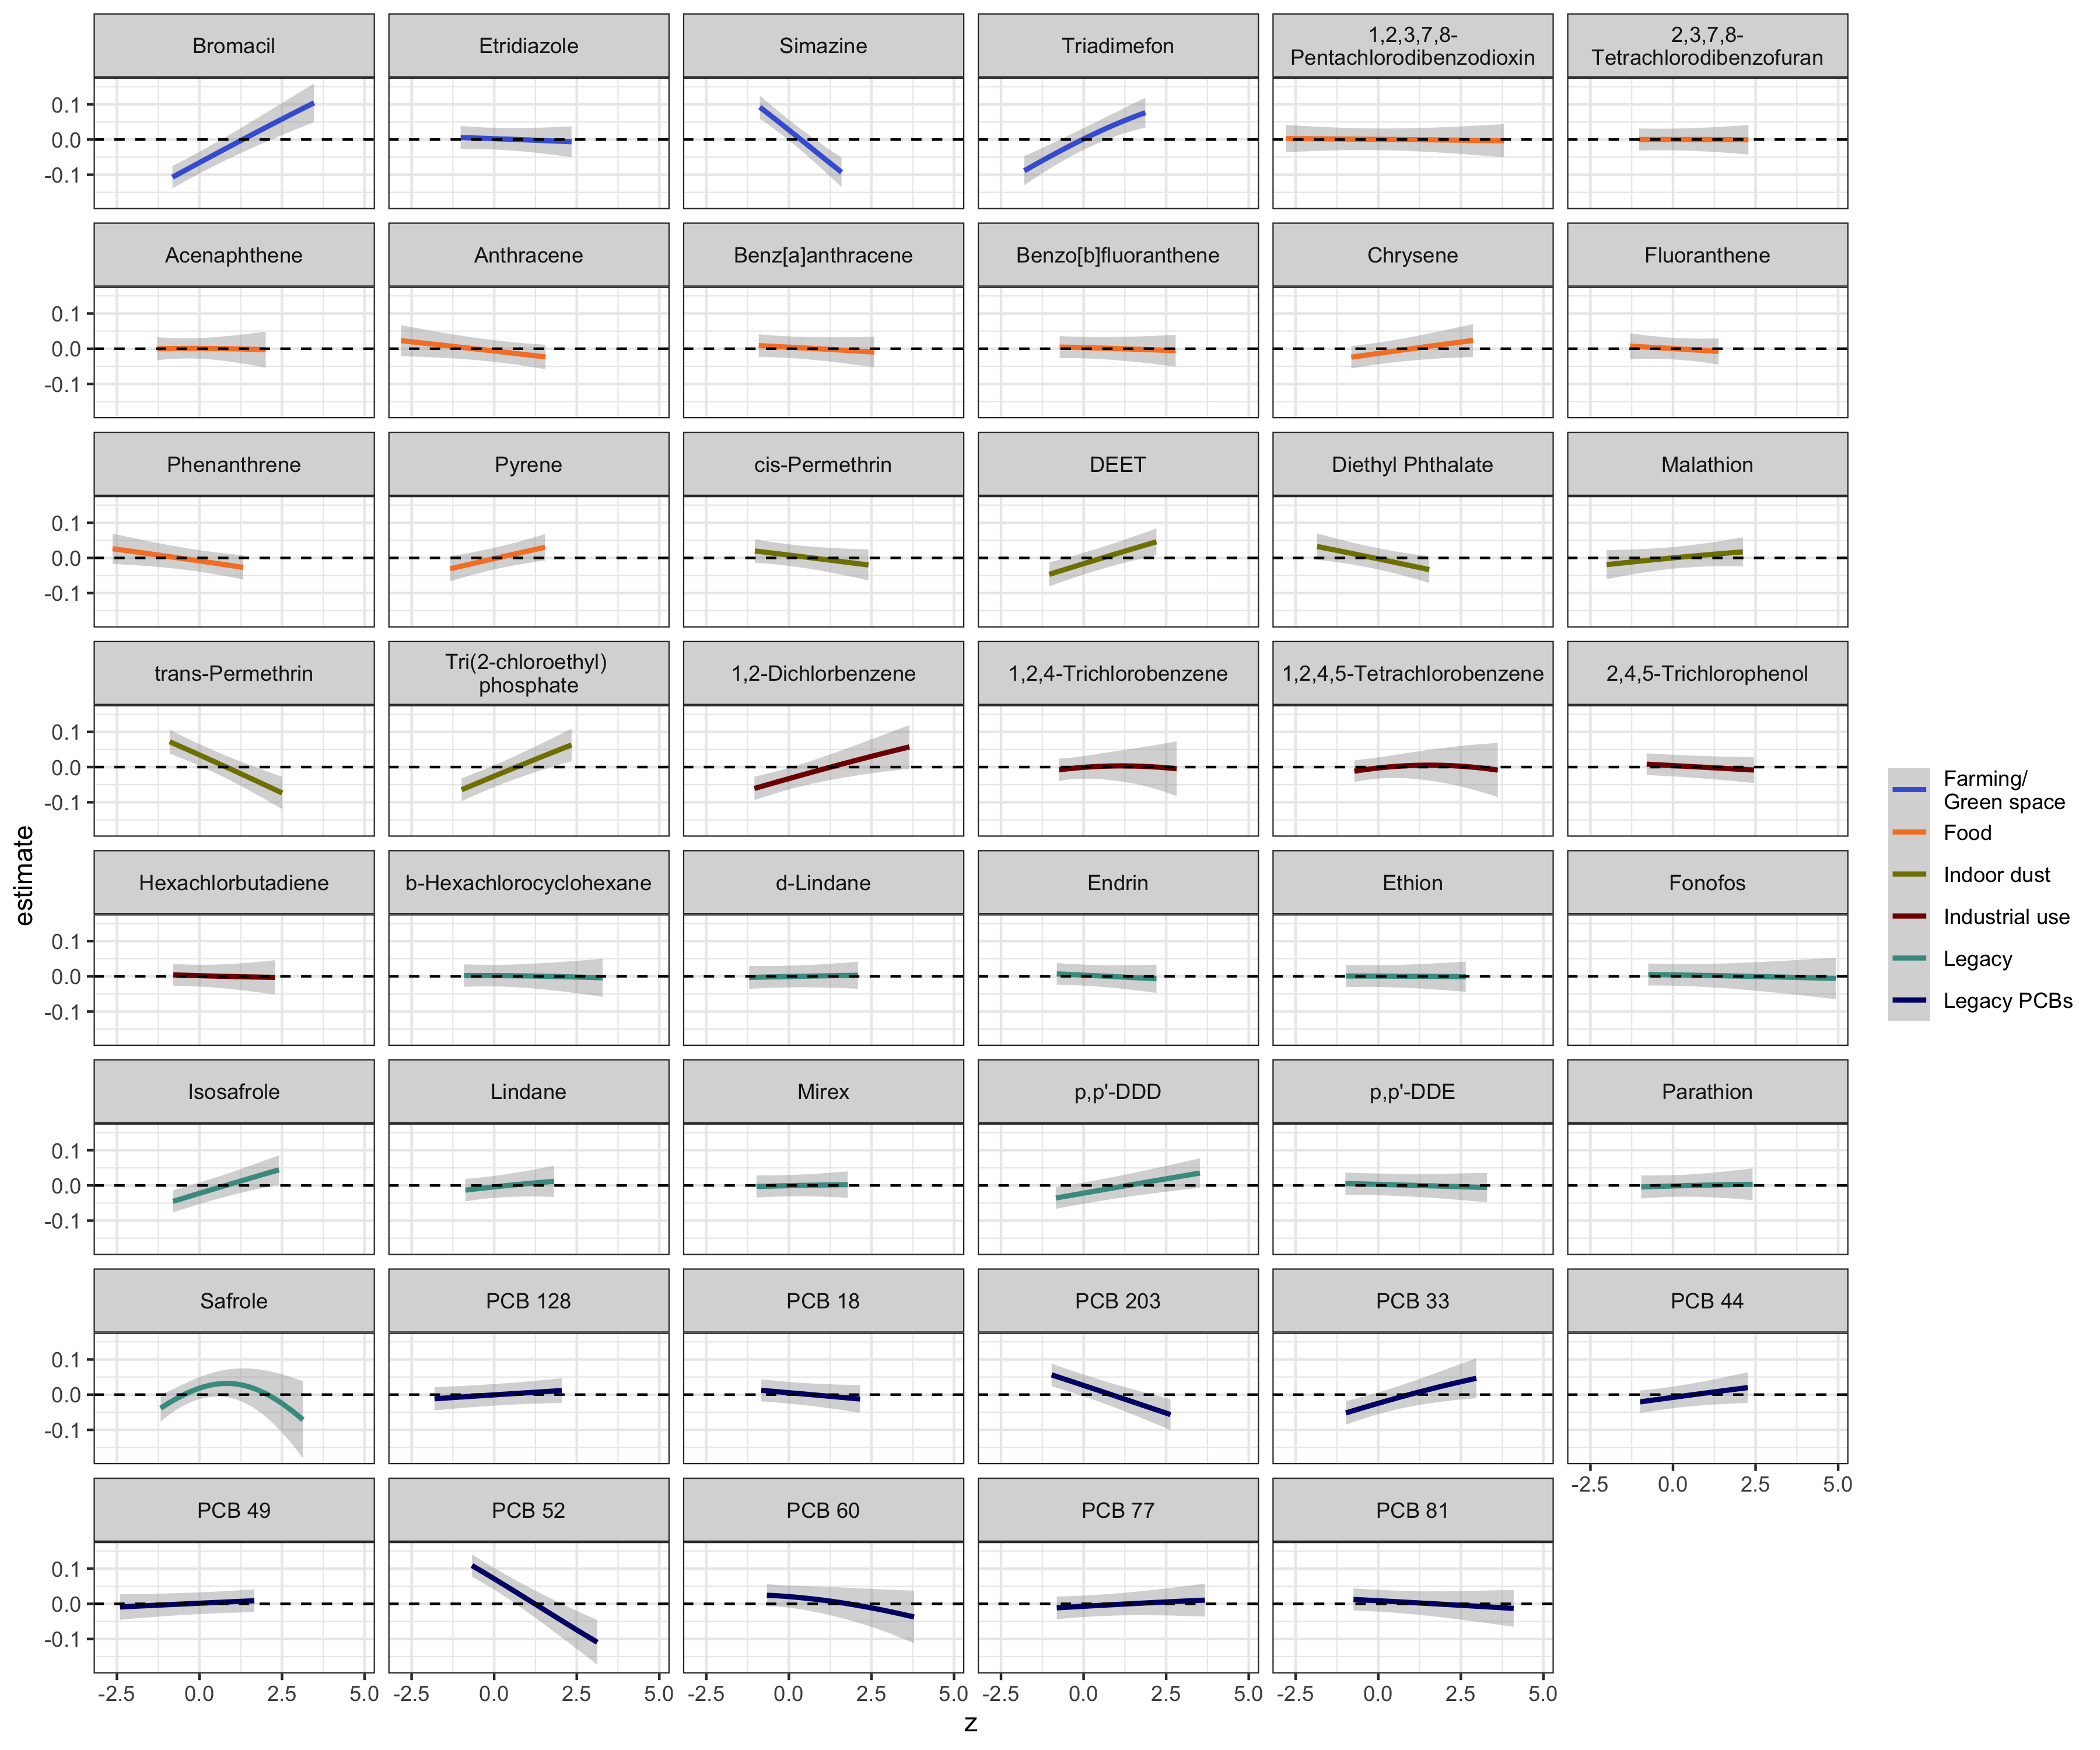 Bromacil
Etridiazole
Simazine
Triadimefon
1,2,3,7,8-
Pentachlorodibenzodioxin
2,3,7,8-
Tetrachlorodibenzofuran
0.1
0.0
-0.1
Acenaphthene
Anthracene
Benz[a]anthracene
Benzo[b]fluoranthene
Chrysene
Fluoranthene
0.1
0.0
-0.1
Phenanthrene
Pyrene
cis-Permethrin
DEET
Diethyl Phthalate
Malathion
0.1
0.0
-0.1
trans-Permethrin
Tri(2-chloroethyl)
phosphate
1,2-Dichlorbenzene
1,2,4-Trichlorobenzene
1,2,4,5-Tetrachlorobenzene
2,4,5-Trichlorophenol
0.1
0.0
-0.1
Hexachlorbutadiene
b-Hexachlorocyclohexane
d-Lindane
Endrin
Ethion
Fonofos
0.1
0.0
-0.1
Isosafrole
Lindane
Mirex
p,p'-DDD
p,p'-DDE
Parathion
0.1
0.0
-0.1
Safrole
PCB 128
PCB 18
PCB 203
PCB 33
PCB 44
0.1
0.0
-0.1
-2.5 0.0 2.5 5.0
PCB 49
PCB 52
PCB 60
PCB 77
PCB 81
0.1
0.0
-0.1
-2.5 0.0 2.5 5.0
-2.5 0.0 2.5 5.0
-2.5 0.0 2.5 5.0
-2.5 0.0 2.5 5.0
-2.5 0.0 2.5 5.0
z
estimate
Farming/
Green space
Food
Indoor dust
Industrial use
Legacy
Legacy PCBs